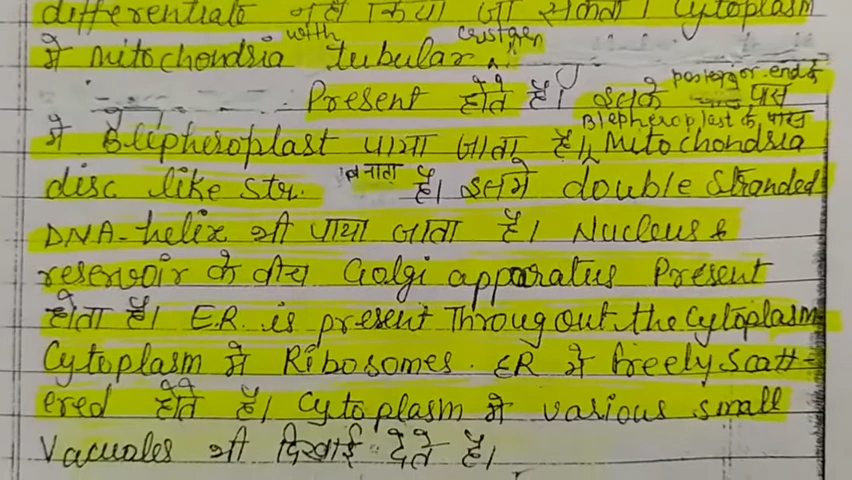 differentiate नही किया जा सकता। Cytoplasm
मे mitochondria with tubular cristae
Present होते है। इसके posterior end के पास
मे Blepheroplast पाया जाता है। Blepheroplast के पास Mitochondria
disc like str. बनाता है। इसमे double stranded
DNA-helix भी पाया जाता है। Nucleus &
reservoir के बीच Golgi apparatus Present
होता है। E.R. is present Througout the Cytoplasm
Cytoplasm मे Ribosomes. ER मे freely scatt-
ered होते है। Cytoplasm मे various small
Vacuoles भी दिखाई देते है।